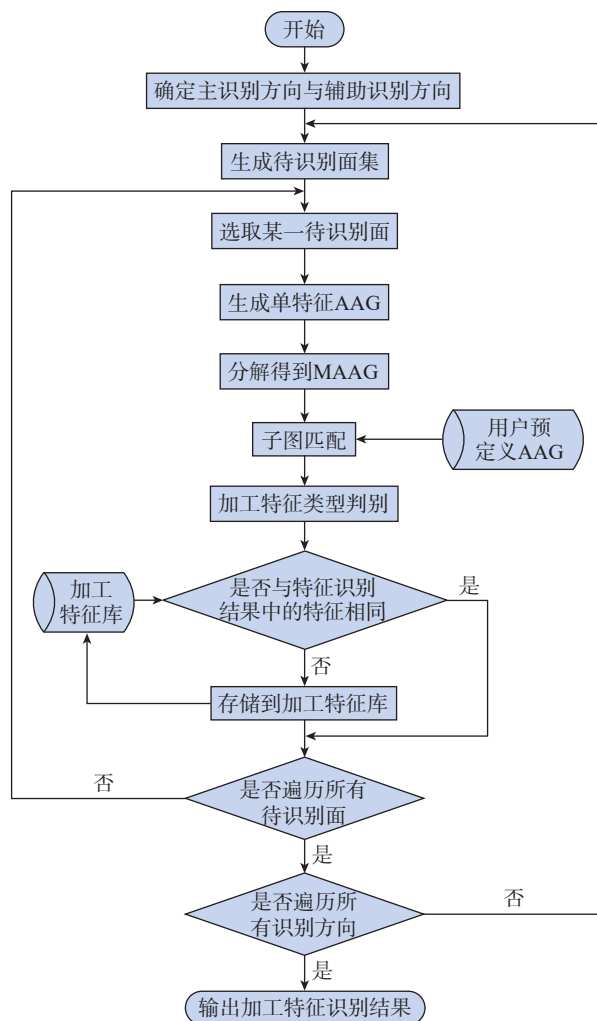 开始
确定主识别方向与辅助识别方向
生成待识别面集
选取某一待识别面
生成单特征AAG
分解得到MAAG
子图匹配
用户预
定义AAG
加工特征类型判别
加工
特征库
是否与特征识别
结果中的特征相同
是
否
存储到加工特征库
否
是否遍历所有
待识别面
是
是否遍历所
有识别方向
否
是
输出加工特征识别结果